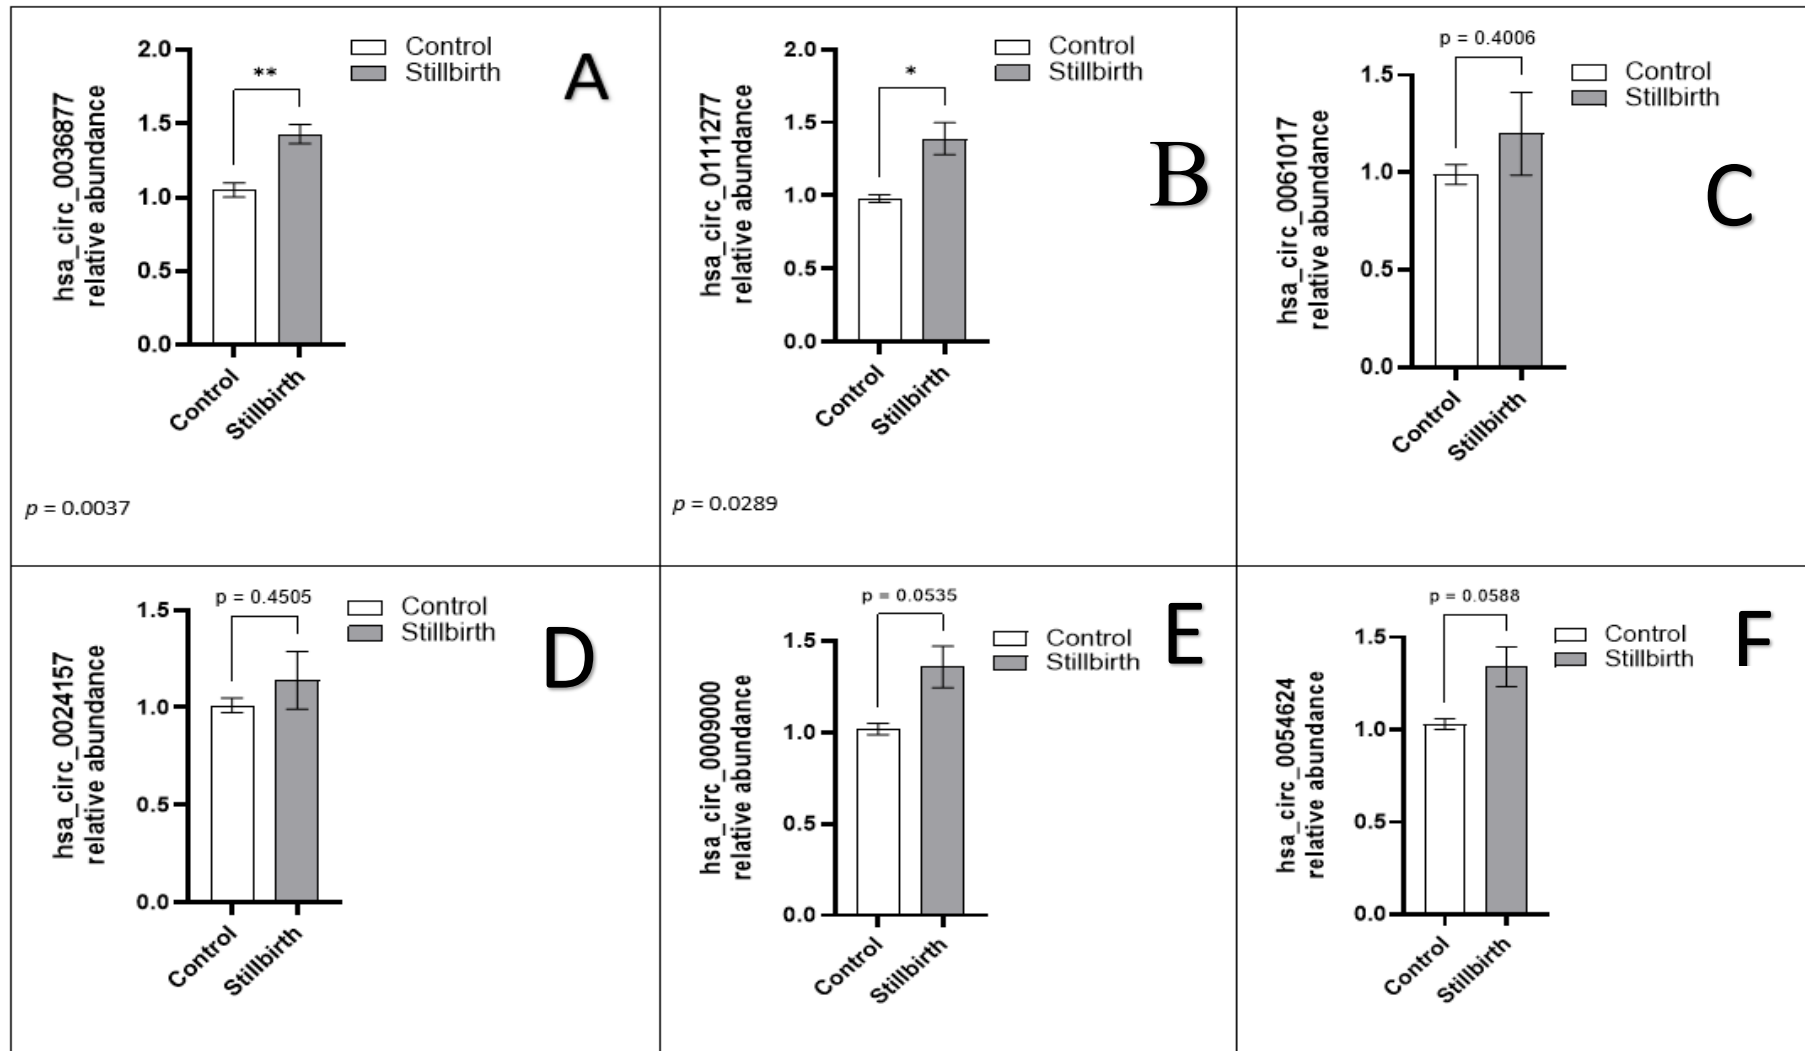 A
hsa_circ_0036877
relative abundance
2.0
1.5
1.0
0.5
0.0
**
Control
Stillbirth
Control
Stillbirth
p = 0.0037
B
hsa_circ_0111277
relative abundance
2.0
1.5
1.0
0.5
0.0
*
Control
Stillbirth
Control
Stillbirth
p = 0.0289
C
hsa_circ_0061017
relative abundance
p = 0.4006
1.5
1.0
0.5
0.0
Control
Stillbirth
Control
Stillbirth
D
hsa_circ_0024157
relative abundance
p = 0.4505
1.5
1.0
0.5
0.0
Control
Stillbirth
Control
Stillbirth
E
hsa_circ_0009000
relative abundance
p = 0.0535
1.5
1.0
0.5
0.0
Control
Stillbirth
Control
Stillbirth
F
hsa_circ_0054624
relative abundance
p = 0.0588
1.5
1.0
0.5
0.0
Control
Stillbirth
Control
Stillbirth